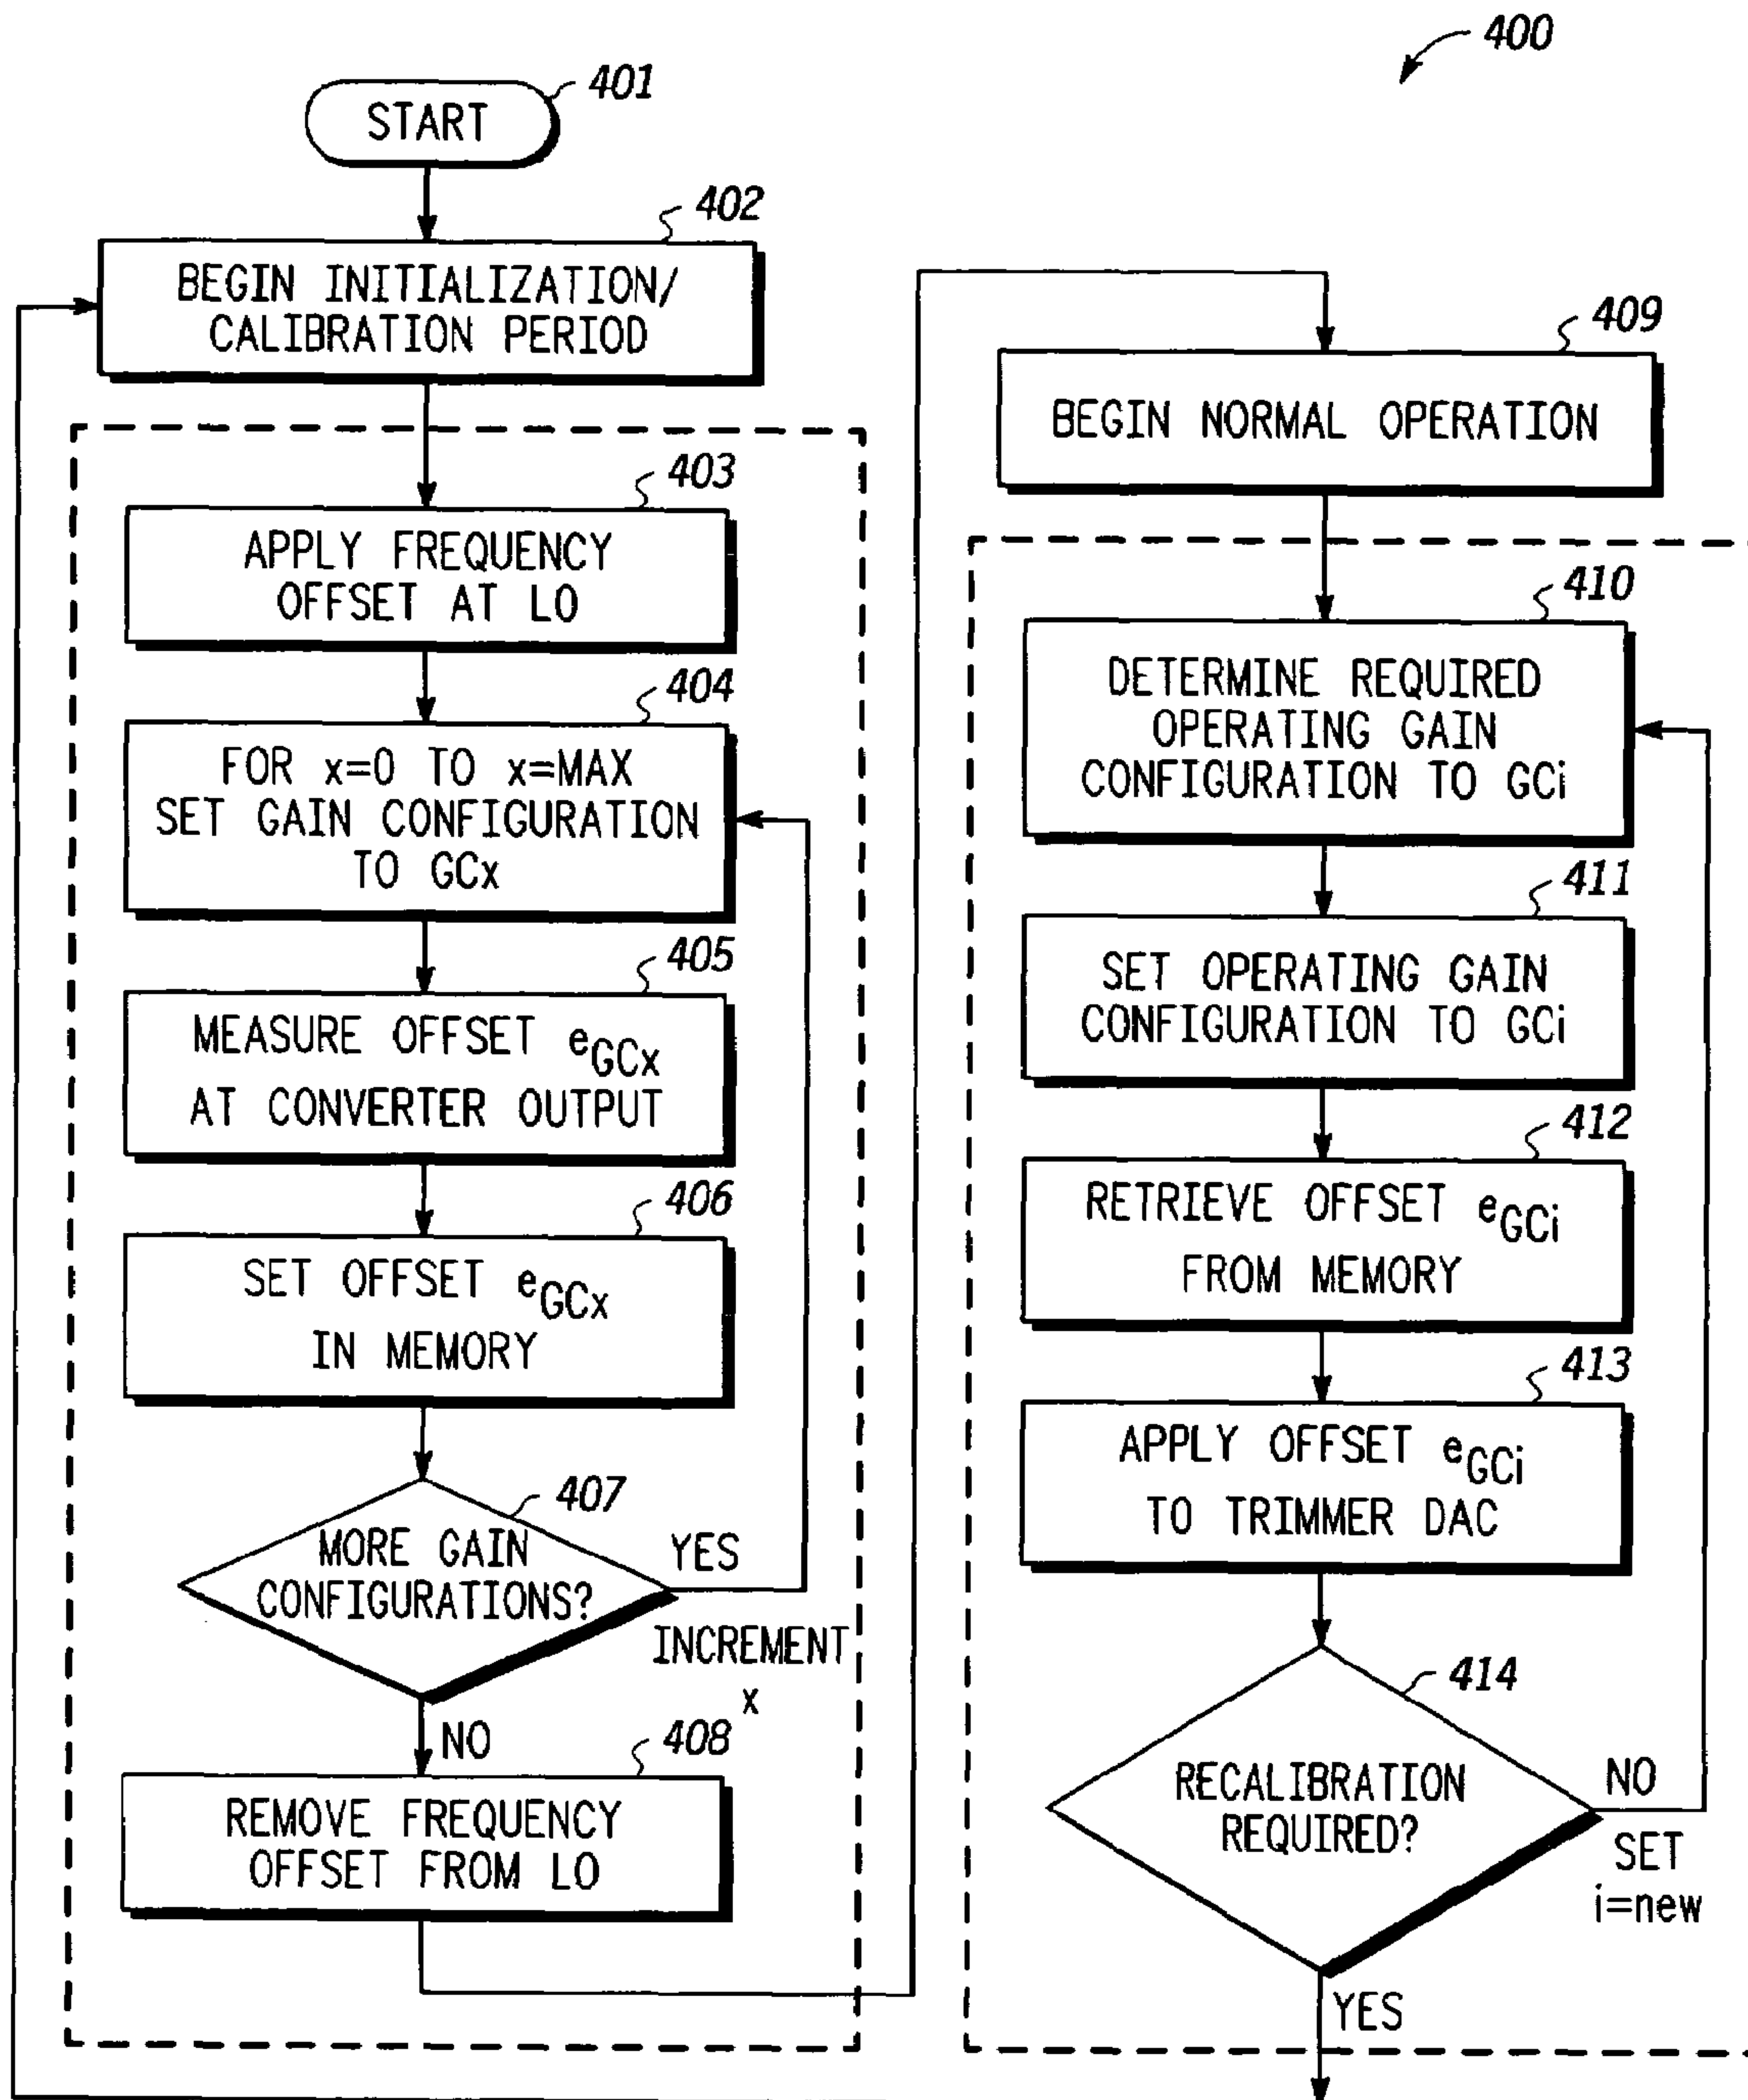 400
401
START
402
BEGIN INITIALIZATION/
CALIBRATION PERIOD
403
APPLY FREQUENCY
OFFSET AT LO
404
FOR x=0 TO x=MAX
SET GAIN CONFIGURATION
TO GCx
405
MEASURE OFFSET eGCx
AT CONVERTER OUTPUT
406
SET OFFSET eGCx
IN MEMORY
407
MORE GAIN
CONFIGURATIONS?
YES
INCREMENT
x
NO
408
REMOVE FREQUENCY
OFFSET FROM LO
409
BEGIN NORMAL OPERATION
410
DETERMINE REQUIRED
OPERATING GAIN
CONFIGURATION TO GCi
411
SET OPERATING GAIN
CONFIGURATION TO GCi
412
RETRIEVE OFFSET eGCi
FROM MEMORY
413
APPLY OFFSET eGCi
TO TRIMMER DAC
414
RECALIBRATION
REQUIRED?
NO
SET
i=new
YES